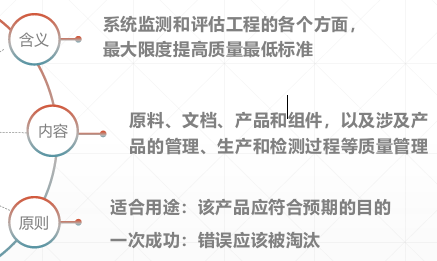 含义
系统监测和评估工程的各个方面，
最大限度提高质量最低标准
内容
原料、文档、产品和组件，以及涉及产
品的管理、生产和检测过程等质量管理
原则
适合用途：该产品应符合预期的目的
一次成功：错误应该被淘汰